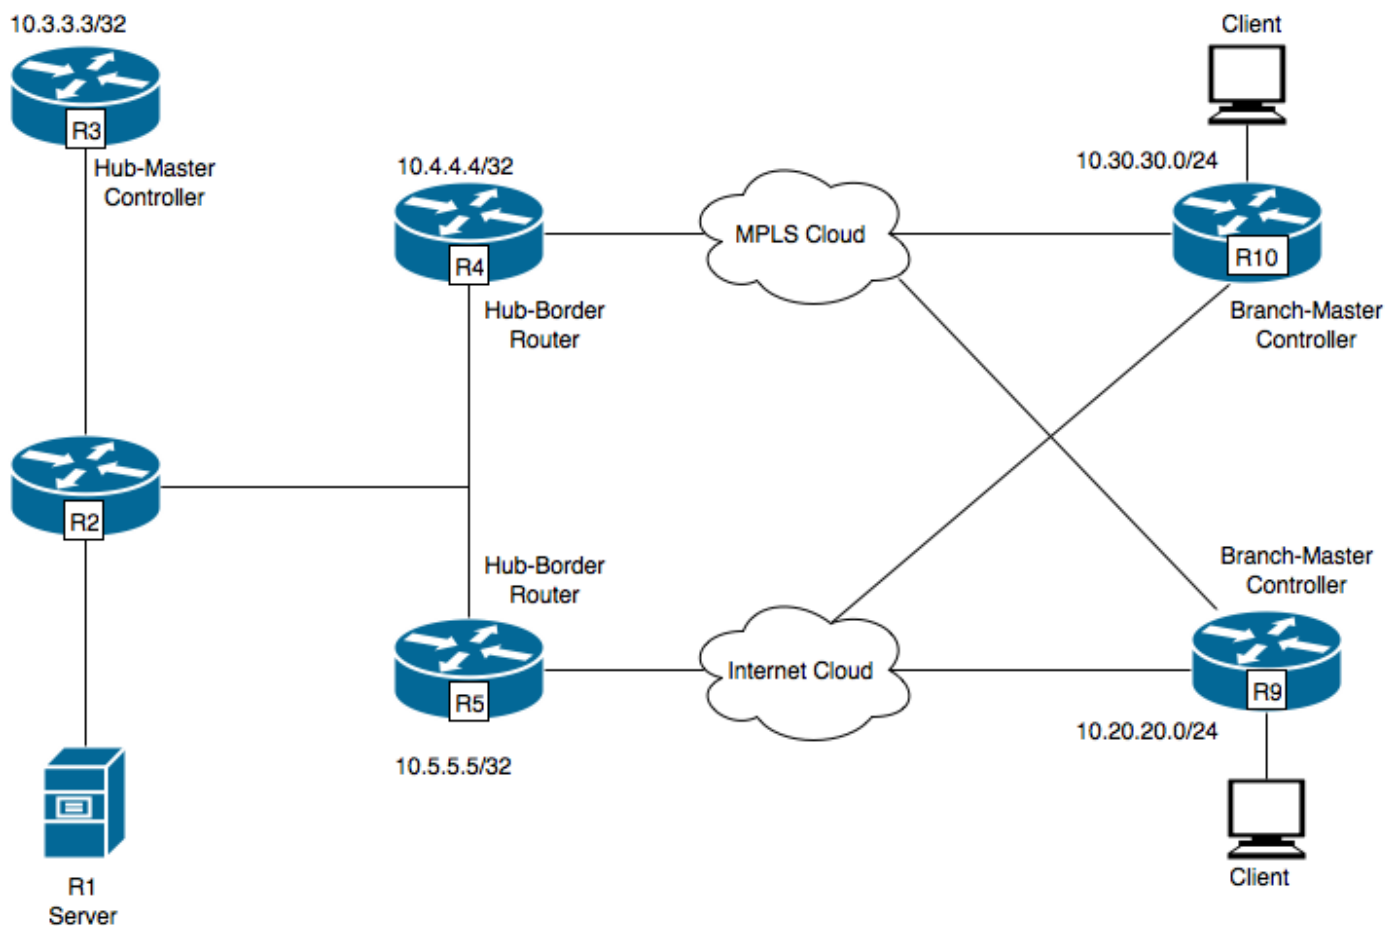 10.3.3.3/32
R3
Hub-Master
Controller
10.4.4.4/32
R4
Hub-Border
Router
MPLS Cloud
Client
10.30.30.0/24
R10
Branch-Master
Controller
R2
Hub-Border
Router
R5
10.5.5.5/32
Internet Cloud
Branch-Master
Controller
R9
10.20.20.0/24
Client
R1
Server